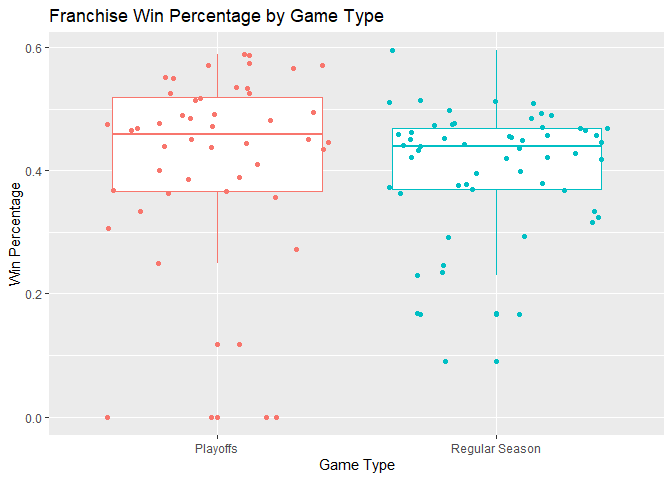 Franchise Win Percentage by Game Type
Win Percentage
0.6
0.4
0.2
0.0
Playoffs
Regular Season
Game Type